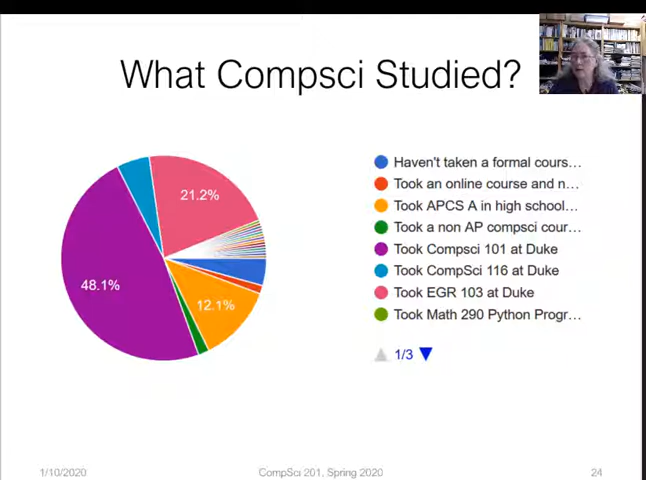 What Compsci Studied?
21.2%
48.1%
12.1%
Haven't taken a formal cours...
Took an online course and n...
Took APCS A in high school...
Took a non AP compsci cour...
Took Compsci 101 at Duke
Took CompSci 116 at Duke
Took EGR 103 at Duke
Took Math 290 Python Progr...
1/3
1/10/2020
CompSci 201, Spring 2020
24